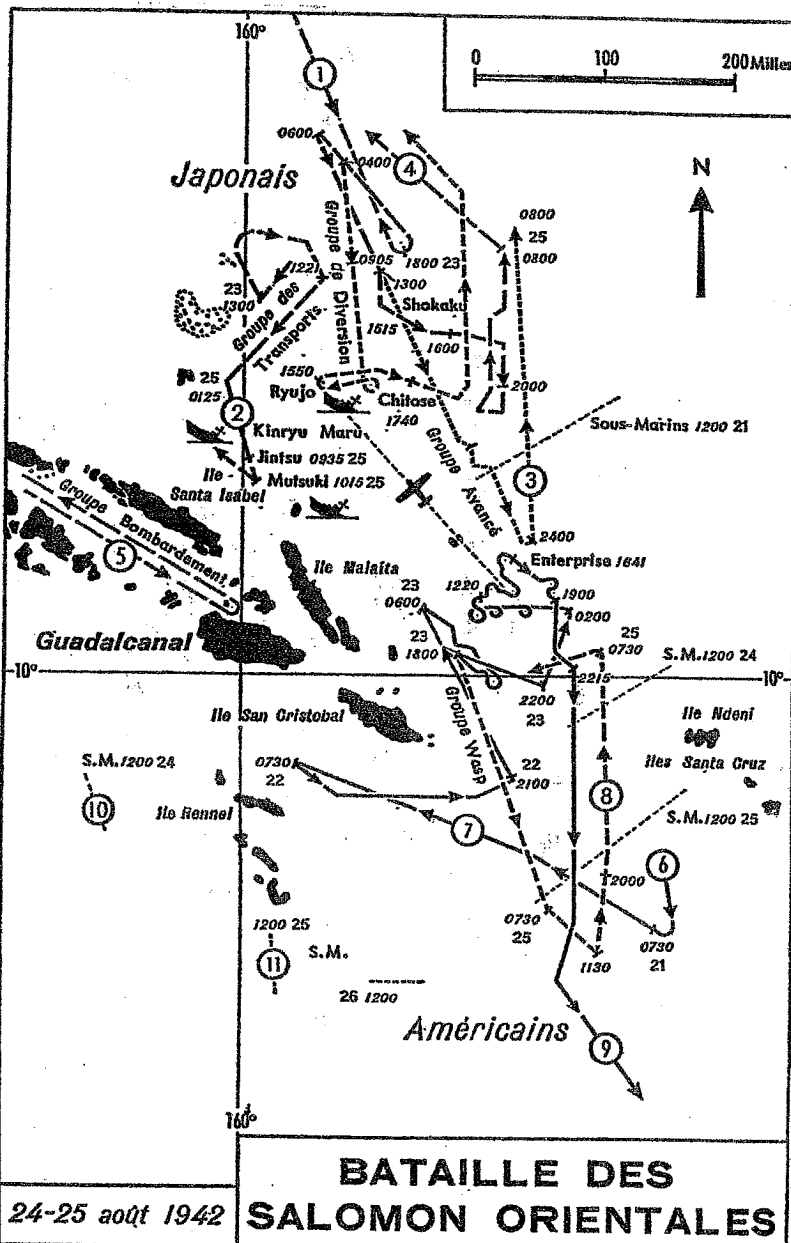 160°
0 100 200 Milles
1
0600
0400
4
N
Japonais
0800
25
0800
Groupe de Diversion
0905
1800 23
1300
1221
23
1300
Groupe des
Transports
Shokaku
1515
1600
1550
25
0125
Ryujo
Chitose
1740
2000
2
Kinryu Maru
Sous-Marins 1200 21
Groupe
Avancé
3
Jintsu 0935 25
Ile
Santa Isabel
Mutsuki 1015 25
Groupe Bombardement
5
2400
Enterprise 1641
Ile Malaita
1220
1900
23
0600
0200
Guadalcanal
23
1800
25
0730
10°
10°
2215
S.M. 1200 24
2200
23
Groupe Wasp
Ile San Cristobal
Ile Ndeni
Iles Santa Cruz
S.M. 1200 24
10
0730
22
22
2100
8
Ile Rennel
7
S.M. 1200 25
6
2000
0730
25
0730
21
1200 25
11
S.M.
1130
26 1200
Américains
9
160°
24-25 août 1942
BATAILLE DES
SALOMON ORIENTALES